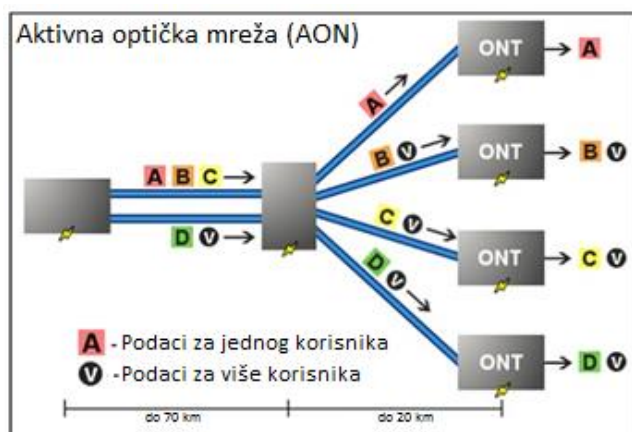 Aktivna optička mreža (AON)
ONT
A
A
A B C
B V
ONT
B V
D V
C V
ONT
C V
D V
ONT
D V
A - Podaci za jednog korisnika
V - Podaci za više korisnika
do 70 km
do 20 km